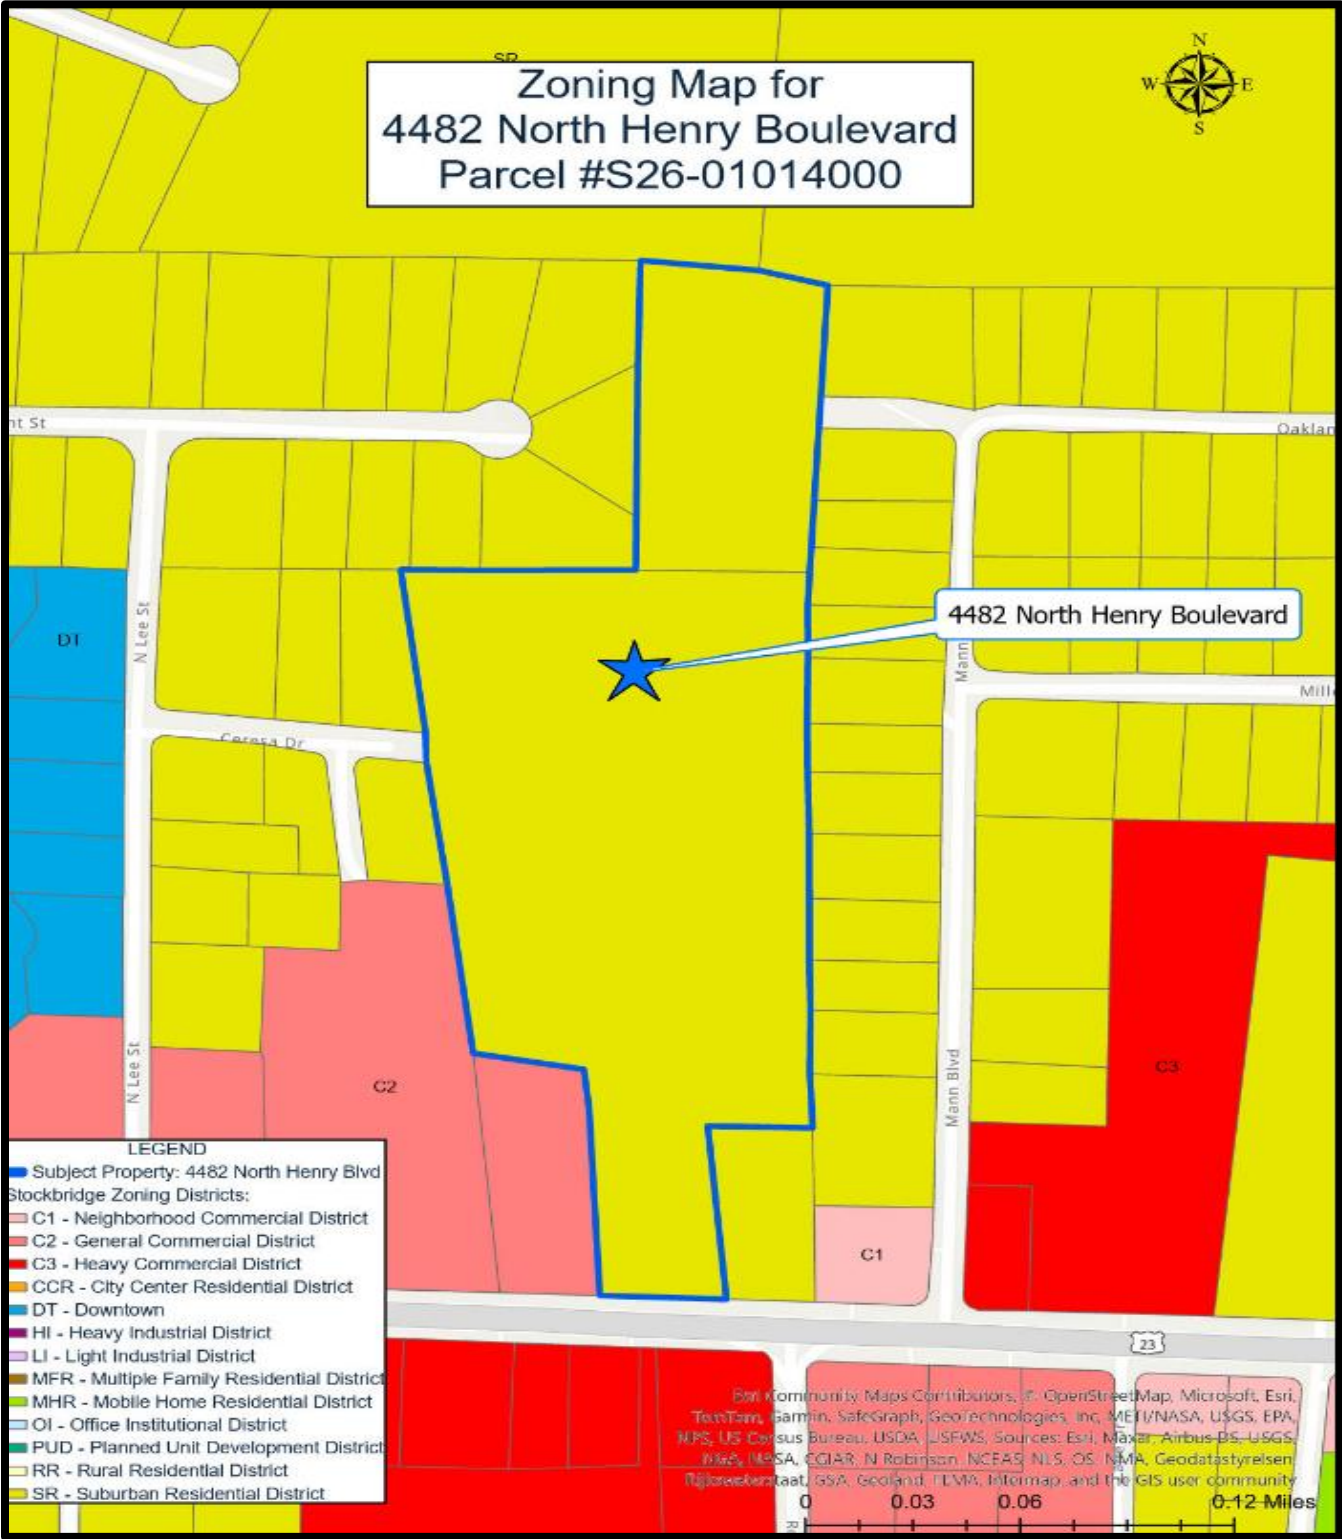 SR
Zoning Map for
4482 North Henry Boulevard
Parcel #S26-01014000
N
W E
S
nt St
Oaklan
4482 North Henry Boulevard
DT
N Lee St
Mann
Mill
Ceresa Dr
N Lee St
Mann Blvd
C3
C2
C1
LEGEND
Subject Property: 4482 North Henry Blvd
Stockbridge Zoning Districts:
C1 - Neighborhood Commercial District
C2 - General Commercial District
C3 - Heavy Commercial District
CCR - City Center Residential District
DT - Downtown
HI - Heavy Industrial District
LI - Light Industrial District
MFR - Multiple Family Residential District
MHR - Mobile Home Residential District
OI - Office Institutional District
PUD - Planned Unit Development District
RR - Rural Residential District
SR - Suburban Residential District
23
Esri Community Maps Contributors, © OpenStreetMap, Microsoft, Esri,
TomTom, Garmin, SafeGraph, GeoTechnologies, Inc, METI/NASA, USGS, EPA,
NPS, US Census Bureau, USDA, USFWS, Sources: Esri, Maxar, Airbus DS, USGS,
NGA, NASA, CGIAR, N Robinson, NCEAS, NLS, OS, NMA, Geodatastyrelsen,
Rijkswaterstaat, GSA, Geoland, FEMA, Intermap, and the GIS user community
0 0.03 0.06 0.12 Miles